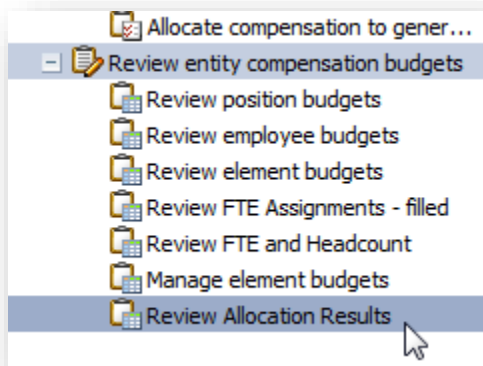 Allocate compensation to gener...
Review entity compensation budgets
Review position budgets
Review employee budgets
Review element budgets
Review FTE Assignments - filled
Review FTE and Headcount
Manage element budgets
Review Allocation Results